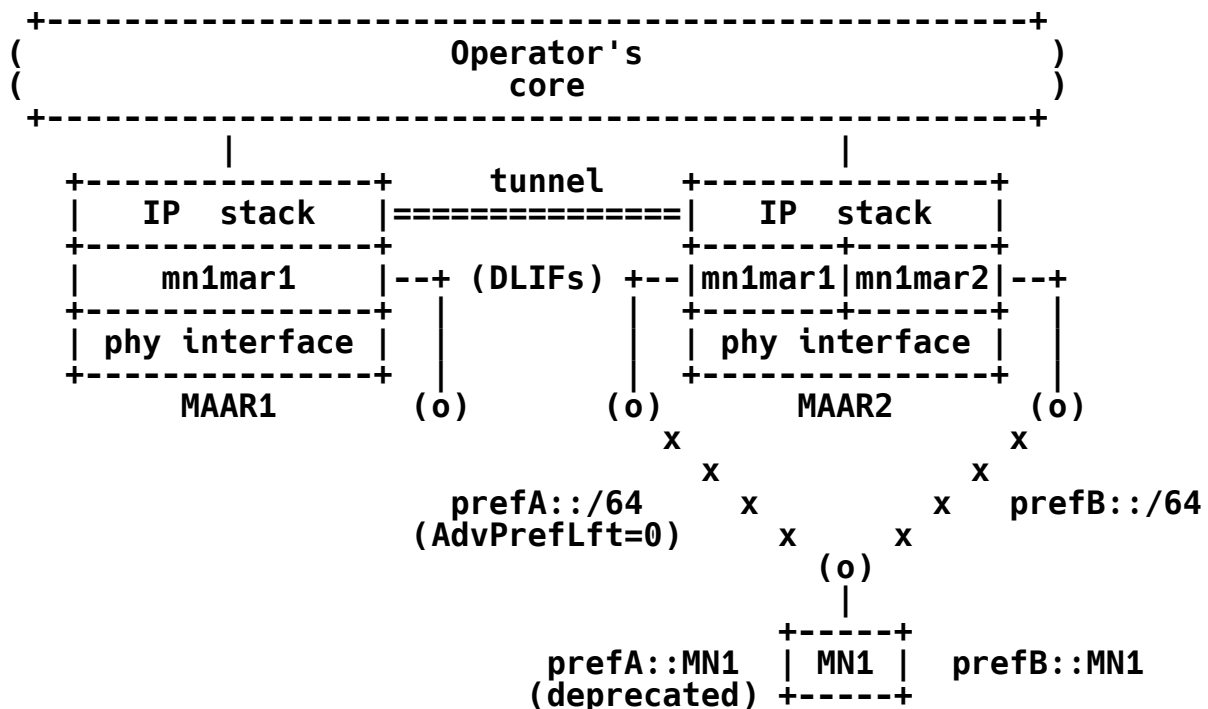 Operator's
core
tunnel
IP stack IP stack
mn1mar1 (DLIFs) mn1mar1 mn1mar2
phy interface phy interface
MAAR1 (o) (o) MAAR2 (o)
x x
x x
prefA::/64 x x prefB::/64
(AdvPrefLft=0) x x
(o)
prefA::MN1 MN1 prefB::MN1
(deprecated)